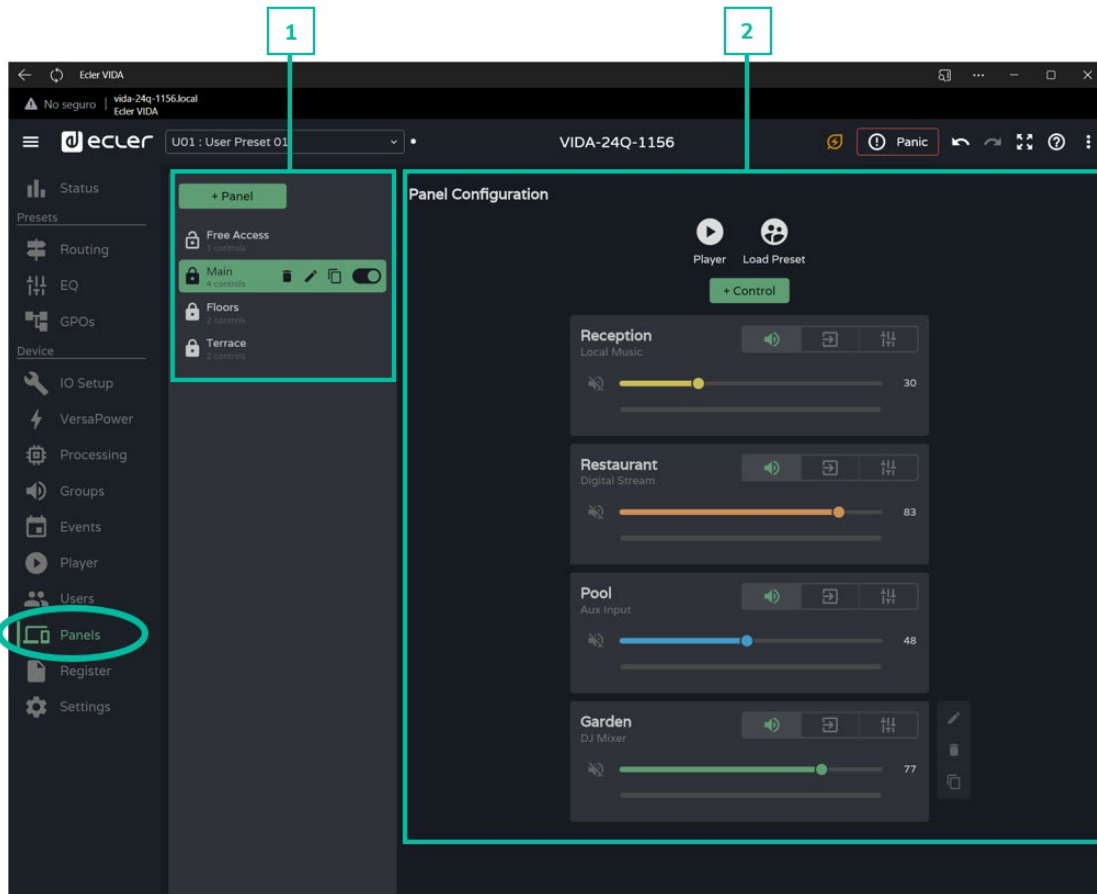 1
2
Ecler VIDA
No seguro | vida-24q-1156.local
Ecler VIDA
ecler
U01 : User Preset 01
VIDA-24Q-1156
Panic
Status
Presets
Routing
EQ
GPOs
Device
IO Setup
VersaPower
Processing
Groups
Events
Player
Users
Panels
Register
Settings
+ Panel
Free Access
1 controls
Main
4 controls
Floors
2 controls
Terrace
2 controls
Panel Configuration
Player
Load Preset
+ Control
Reception
Local Music
30
Restaurant
Digital Stream
83
Pool
Aux Input
48
Garden
DJ Mixer
77